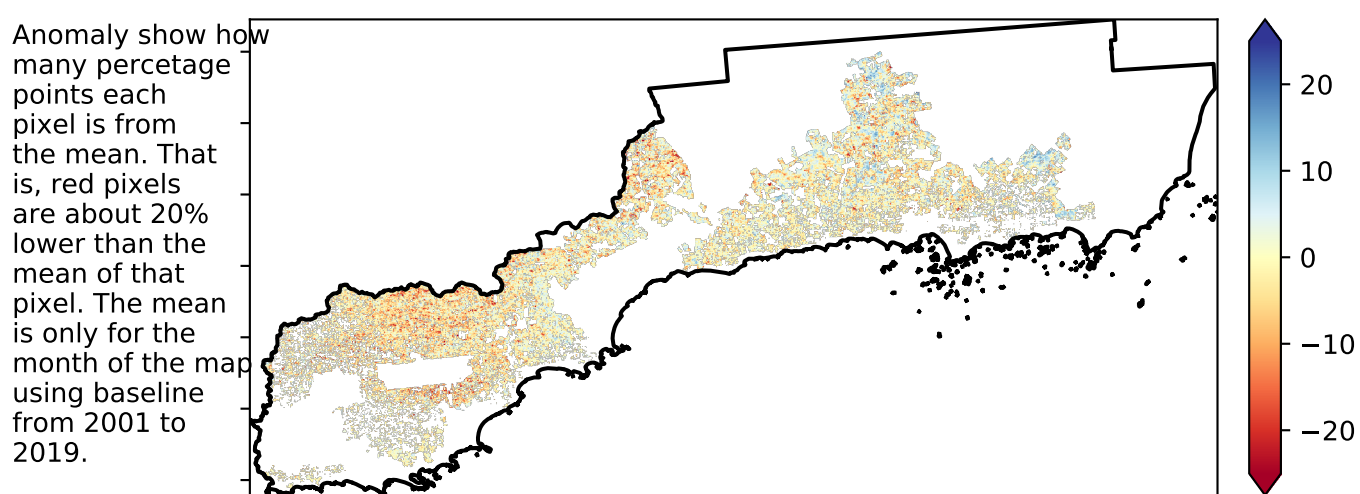 Anomaly show how
many percetage
points each
pixel is from
the mean. That
is, red pixels
are about 20%
lower than the
mean of that
pixel. The mean
is only for the
month of the map
using baseline
from 2001 to
2019.
20
10
0
−10
−20